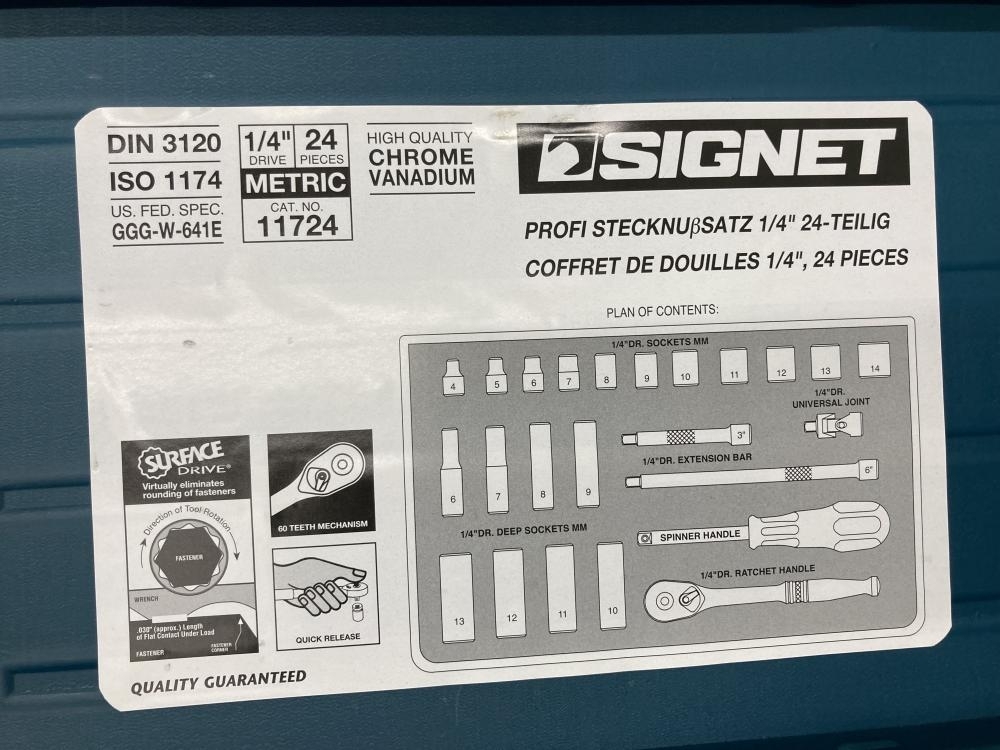 DIN 3120
ISO 1174
US. FED. SPEC.
GGG-W-641E
1/4" DRIVE
24 PIECES
METRIC
CAT. NO.
11724
HIGH QUALITY
CHROME
VANADIUM
SIGNET
PROFI STECKNUβSATZ 1/4" 24-TEILIG
COFFRET DE DOUILLES 1/4", 24 PIECES
PLAN OF CONTENTS:
1/4"DR. SOCKETS MM
4 5 6 7 8 9 10 11 12 13 14
1/4"DR.
UNIVERSAL JOINT
3"
1/4"DR. EXTENSION BAR
6"
6 7 8 9
1/4"DR. DEEP SOCKETS MM
SPINNER HANDLE
1/4"DR. RATCHET HANDLE
13 12 11 10
SURFACE
DRIVE®
Virtually eliminates
rounding of fasteners
Direction of Tool Rotation
FASTENER
WRENCH
.030" (approx.) Length
of Flat Contact Under Load
FASTENER
FASTENER
CORNER
60 TEETH MECHANISM
QUICK RELEASE
QUALITY GUARANTEED